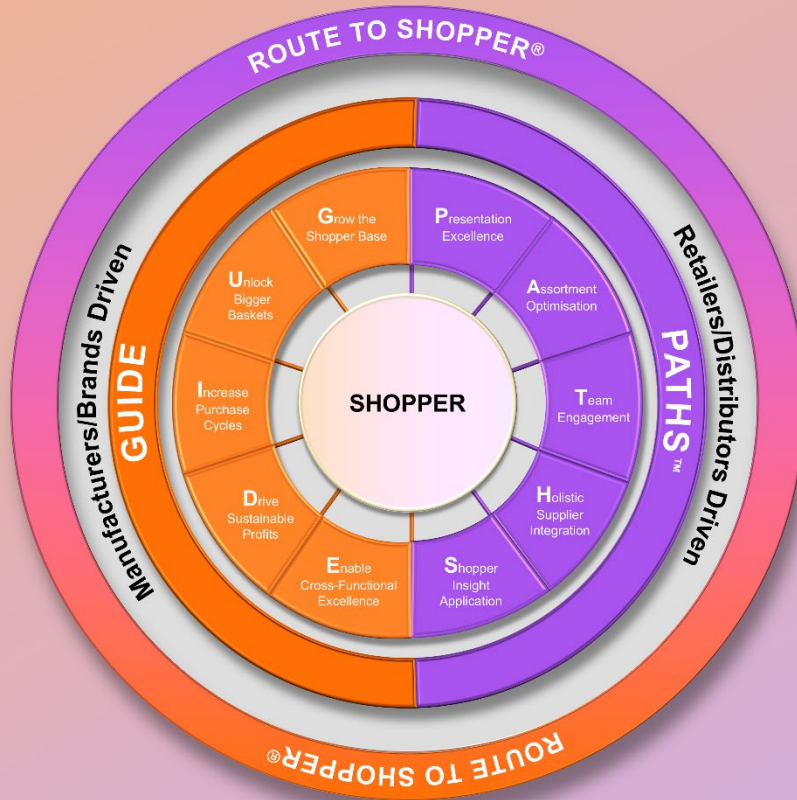 ROUTE TO SHOPPER®
Manufacturers/Brands Driven
GUIDE
Grow the
Shopper Base
Unlock
Bigger
Baskets
Increase
Purchase
Cycles
Drive
Sustainable
Profits
Enable
Cross-Functional
Excellence
SHOPPER
Presentation
Excellence
Assortment
Optimisation
Team
Engagement
Holistic
Supplier
Integration
Shopper
Insight
Application
PATHS™
Retailers/Distributors Driven
ROUTE TO SHOPPER®